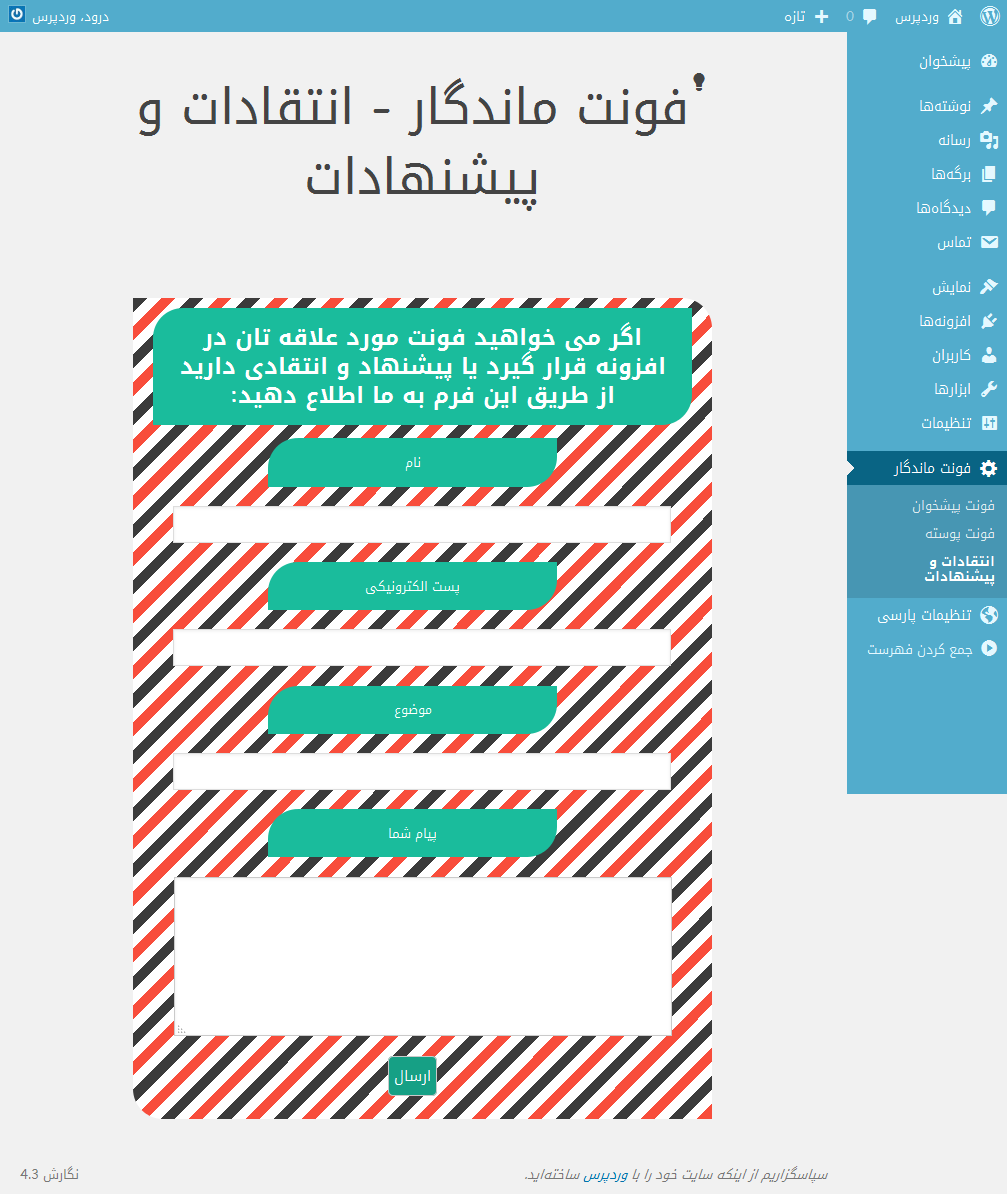 وردپرس
0
تازه
درود، وردپرس
پیشخوان
نوشته‌ها
رسانه
برگه‌ها
دیدگاه‌ها
تماس
نمایش
افزونه‌ها
کاربران
ابزارها
تنظیمات
فونت ماندگار
فونت پیشخوان
فونت پوسته
انتقادات و
پیشنهادات
تنظیمات پارسی
جمع کردن فهرست
فونت ماندگار - انتقادات و
پیشنهادات
اگر می خواهید فونت مورد علاقه تان در
افزونه قرار گیرد یا پیشنهاد و انتقادی دارید
از طریق این فرم به ما اطلاع دهید:
نام
پست الکترونیکی
موضوع
پیام شما
ارسال
سپاسگزاریم از اینکه سایت خود را با وردپرس ساخته‌اید.
نگارش 4.3